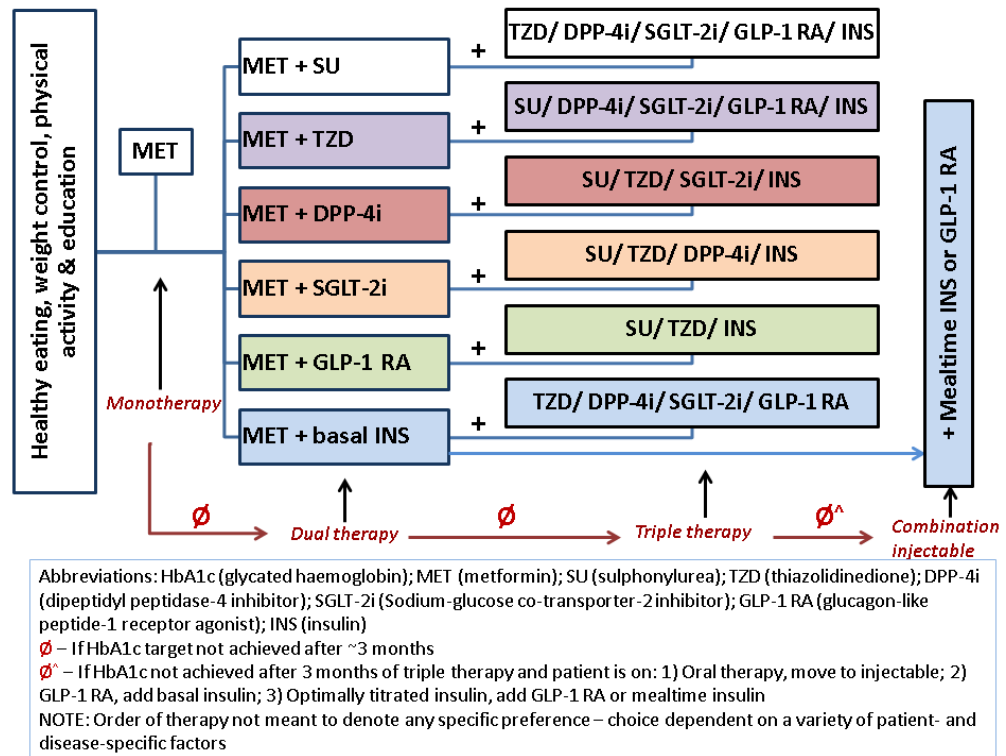 Healthy eating, weight control, physical
activity & education
MET
MET + SU
+
TZD/ DPP-4i/ SGLT-2i/ GLP-1 RA/ INS
MET + TZD
+
SU/ DPP-4i/ SGLT-2i/ GLP-1 RA/ INS
MET + DPP-4i
+
SU/ TZD/ SGLT-2i/ INS
MET + SGLT-2i
+
SU/ TZD/ DPP-4i/ INS
MET + GLP-1 RA
+
SU/ TZD/ INS
MET + basal INS
+
TZD/ DPP-4i/ SGLT-2i/ GLP-1 RA
+ Mealtime INS or GLP-1 RA
Monotherapy
Ø
Dual therapy
Ø
Triple therapy
Ø^
Combination
injectable
Abbreviations: HbA1c (glycated haemoglobin); MET (metformin); SU (sulphonylurea); TZD (thiazolidinedione); DPP-4i
(dipeptidyl peptidase-4 inhibitor); SGLT-2i (Sodium-glucose co-transporter-2 inhibitor); GLP-1 RA (glucagon-like
peptide-1 receptor agonist); INS (insulin)
Ø – If HbA1c target not achieved after ~3 months
Ø^ – If HbA1c not achieved after 3 months of triple therapy and patient is on: 1) Oral therapy, move to injectable; 2)
GLP-1 RA, add basal insulin; 3) Optimally titrated insulin, add GLP-1 RA or mealtime insulin
NOTE: Order of therapy not meant to denote any specific preference – choice dependent on a variety of patient- and
disease-specific factors